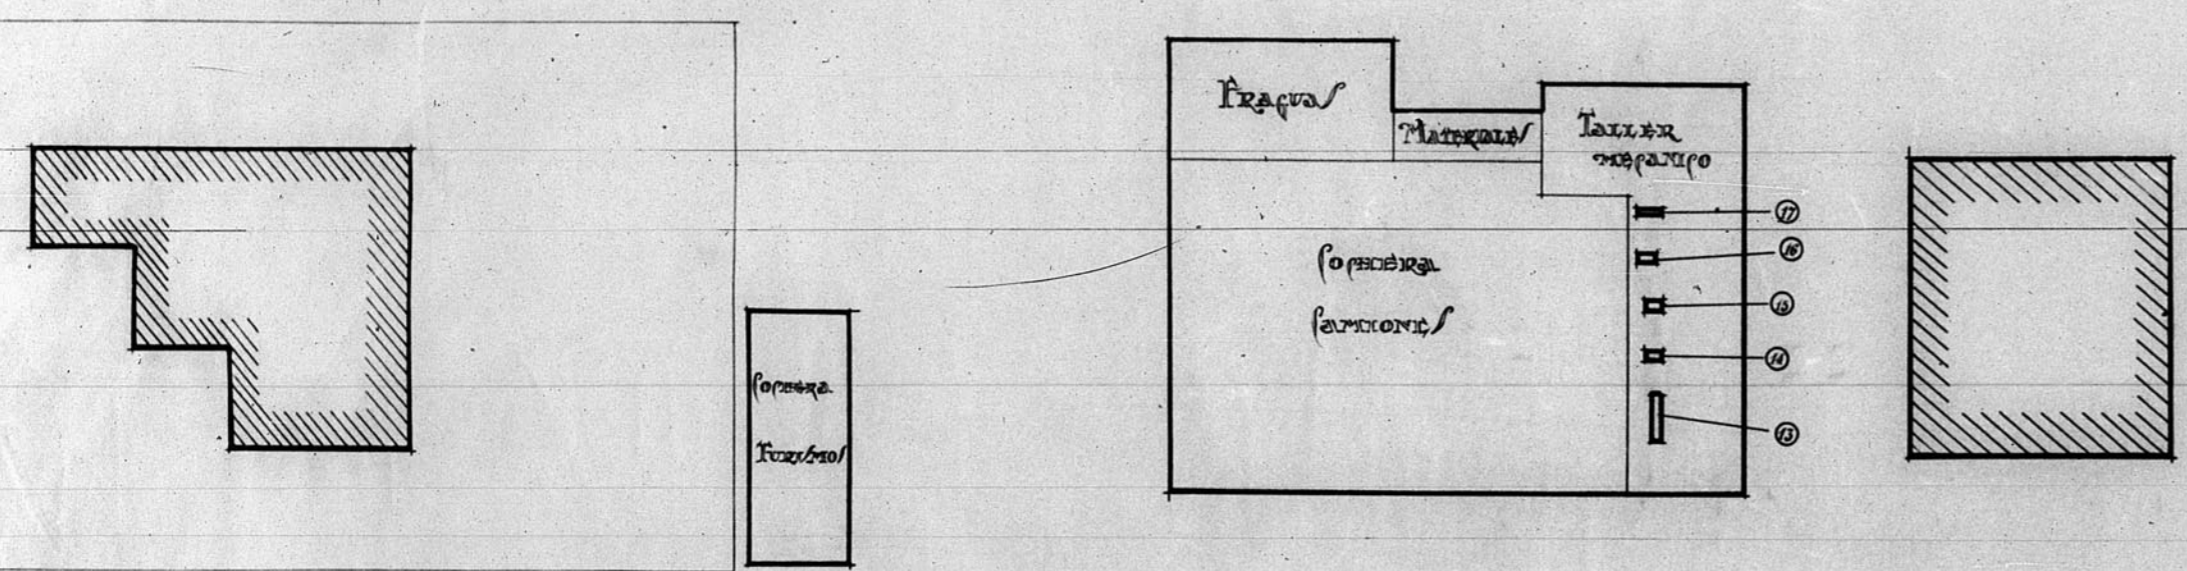 Fraguas
Materiales
Taller
mecanico
17
16
Cochera
Camiones
15
14
13
Cochera
Turismos